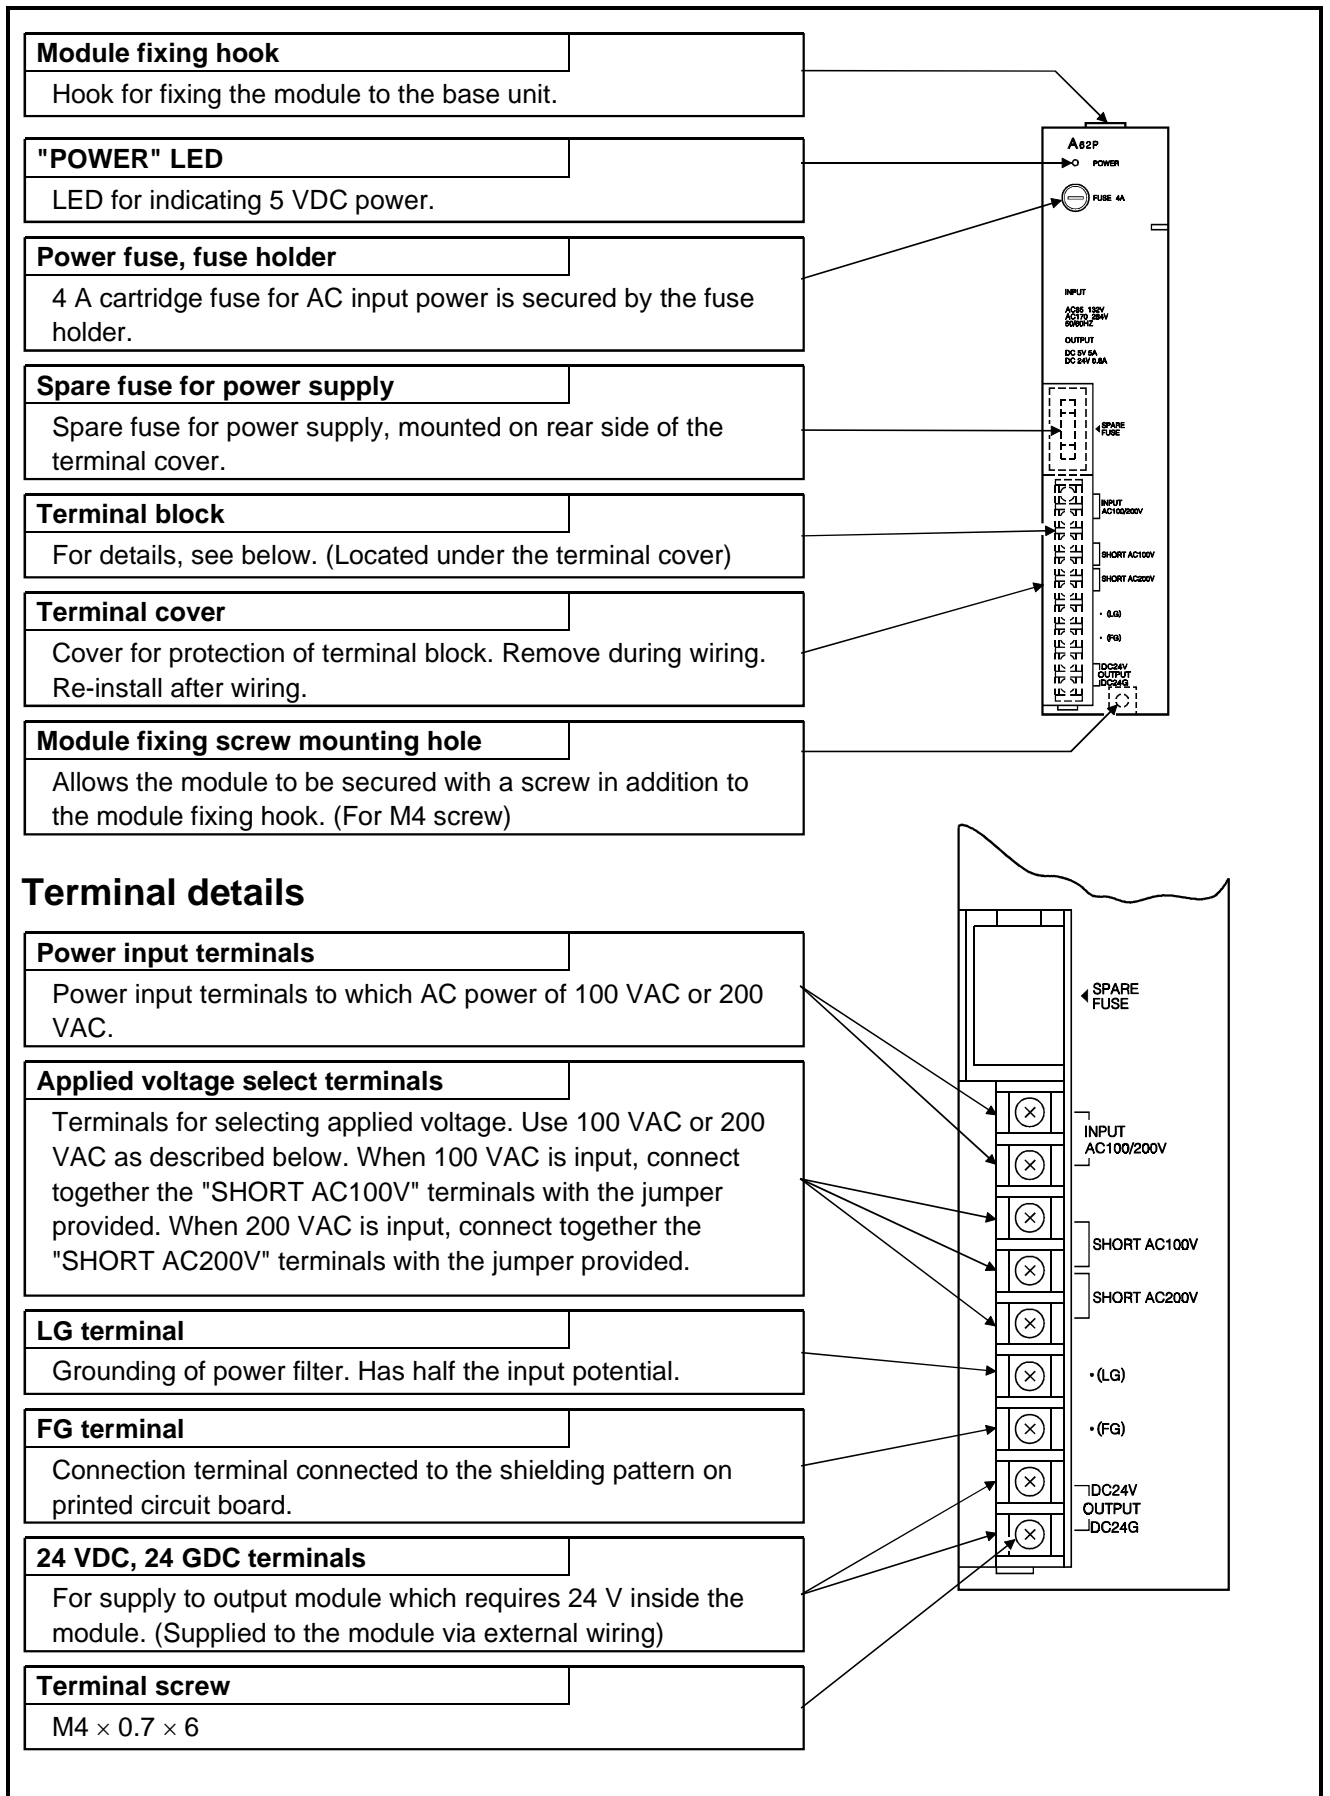 Module fixing hook
Hook for fixing the module to the base unit.
"POWER" LED
LED for indicating 5 VDC power.
Power fuse, fuse holder
4 A cartridge fuse for AC input power is secured by the fuse
holder.
Spare fuse for power supply
Spare fuse for power supply, mounted on rear side of the
terminal cover.
Terminal block
For details, see below. (Located under the terminal cover)
Terminal cover
Cover for protection of terminal block. Remove during wiring.
Re-install after wiring.
Module fixing screw mounting hole
Allows the module to be secured with a screw in addition to
the module fixing hook. (For M4 screw)
A62P
POWER
FUSE 4A
INPUT
AC85 132V
AC170 264V
50/60HZ
OUTPUT
DC 5V 5A
DC 24V 0.8A
SPARE
FUSE
INPUT
AC100/200V
SHORT AC100V
SHORT AC200V
(LG)
(FG)
DC24V
OUTPUT
DC24G
Terminal details
Power input terminals
Power input terminals to which AC power of 100 VAC or 200
VAC.
Applied voltage select terminals
Terminals for selecting applied voltage. Use 100 VAC or 200
VAC as described below. When 100 VAC is input, connect
together the "SHORT AC100V" terminals with the jumper
provided. When 200 VAC is input, connect together the
"SHORT AC200V" terminals with the jumper provided.
LG terminal
Grounding of power filter. Has half the input potential.
FG terminal
Connection terminal connected to the shielding pattern on
printed circuit board.
24 VDC, 24 GDC terminals
For supply to output module which requires 24 V inside the
module. (Supplied to the module via external wiring)
Terminal screw
M4 × 0.7 × 6
SPARE
FUSE
INPUT
AC100/200V
SHORT AC100V
SHORT AC200V
•(LG)
•(FG)
DC24V
OUTPUT
DC24G